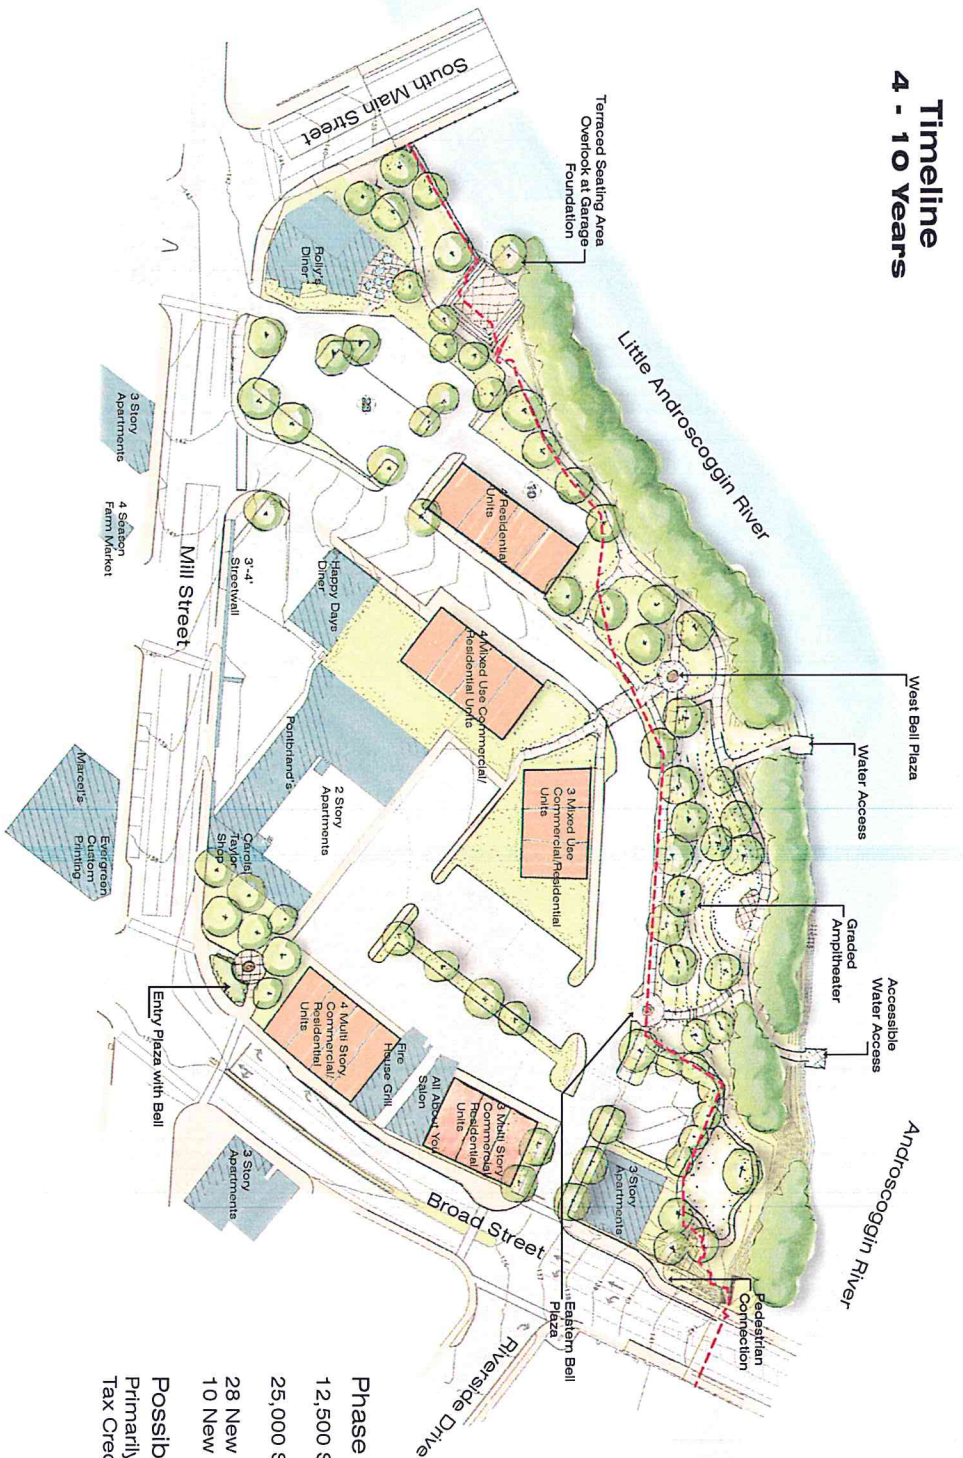 Timeline
4 - 10 Years
South Main Street
Terraced Seating Area
Overlook at Garage
Foundation
Little Androscoggin River
West Bell Plaza
Water Access
Graded
Ampitheater
Accessible
Water Access
Androscoggin River
Rolly's
Diner
23
10
4 Residential
Units
4 Mixed Use Commercial/
Residential Units
3 Mixed Use
Commercial/Residential
Units
3 Story
Apartments
4 Season
Farm Market
Mill Street
3'-4'
Streetwall
Happy Days
Diner
Pontbriand's
2 Story
Apartments
Carol's
Taylor
Shop
Marcel's
Evergreen
Custom
Printing
Entry Plaza with Bell
4 Multi Story
Commercial/
Residential
Units
Fire
House Grill
All About You
Salon
3 Multi Story
Commercial/
Residential
Units
3 Story
Apartments
3 Story
Apartments
Broad Street
Eastern Bell
Plaza
Pedestrian
Connection
Riverside Drive
Phase
12,500 S
25,000 S
28 New
10 New
Possib
Primarily
Tax Cred